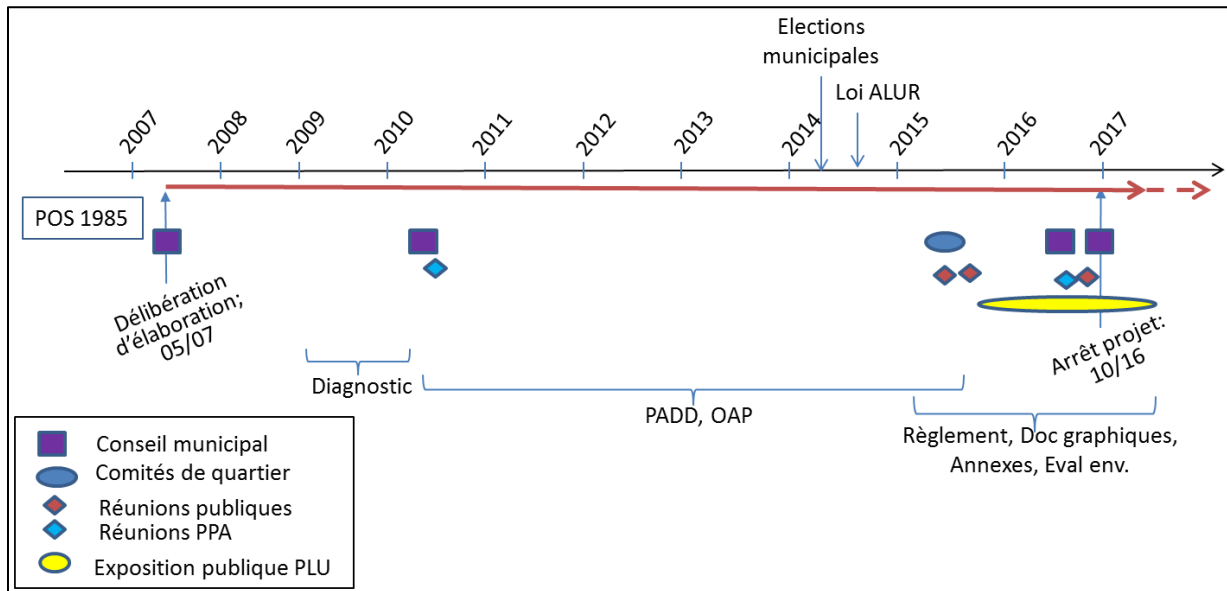 Elections
municipales
Loi ALUR
2007
2008
2009
2010
2011
2012
2013
2014
2015
2016
2017
POS 1985
Délibération
d'élaboration;
05/07
Arrêt projet:
10/16
Diagnostic
PADD, OAP
Règlement, Doc graphiques,
Annexes, Eval env.
Conseil municipal
Comités de quartier
Réunions publiques
Réunions PPA
Exposition publique PLU